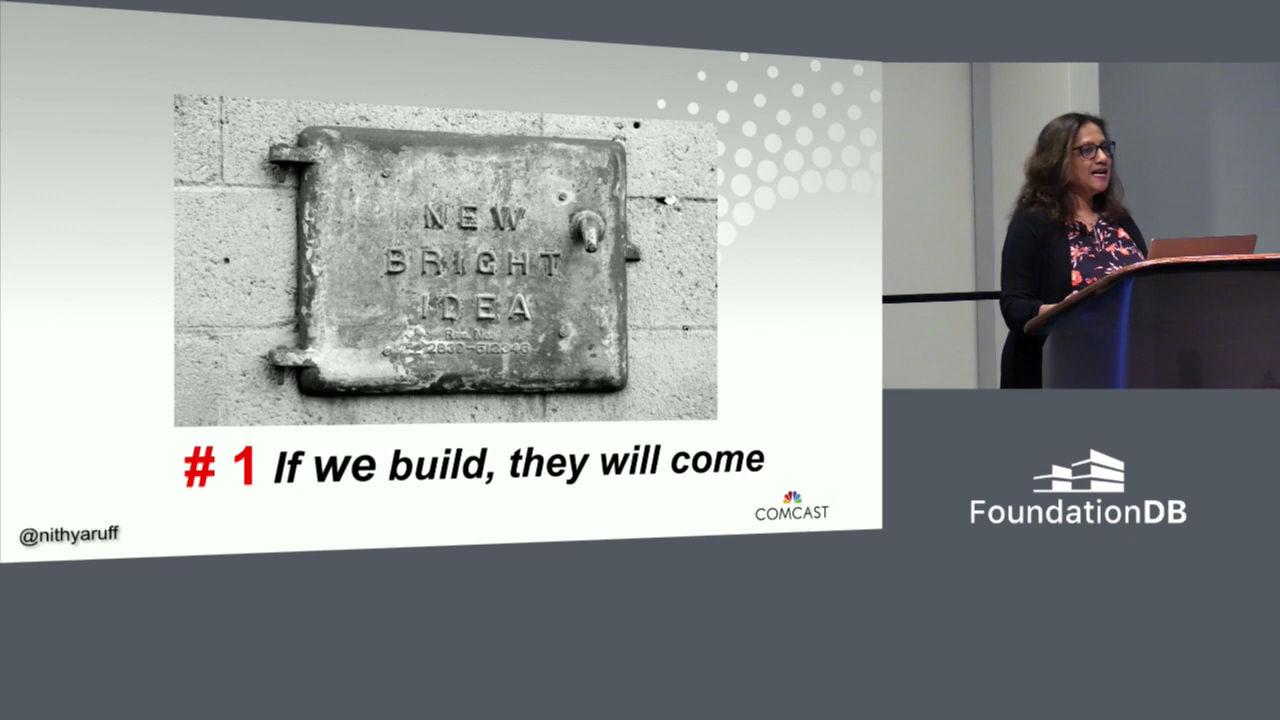 NEW
BRIGHT
IDEA
# 1 If we build, they will come
COMCAST
@nithyaruff
FoundationDB